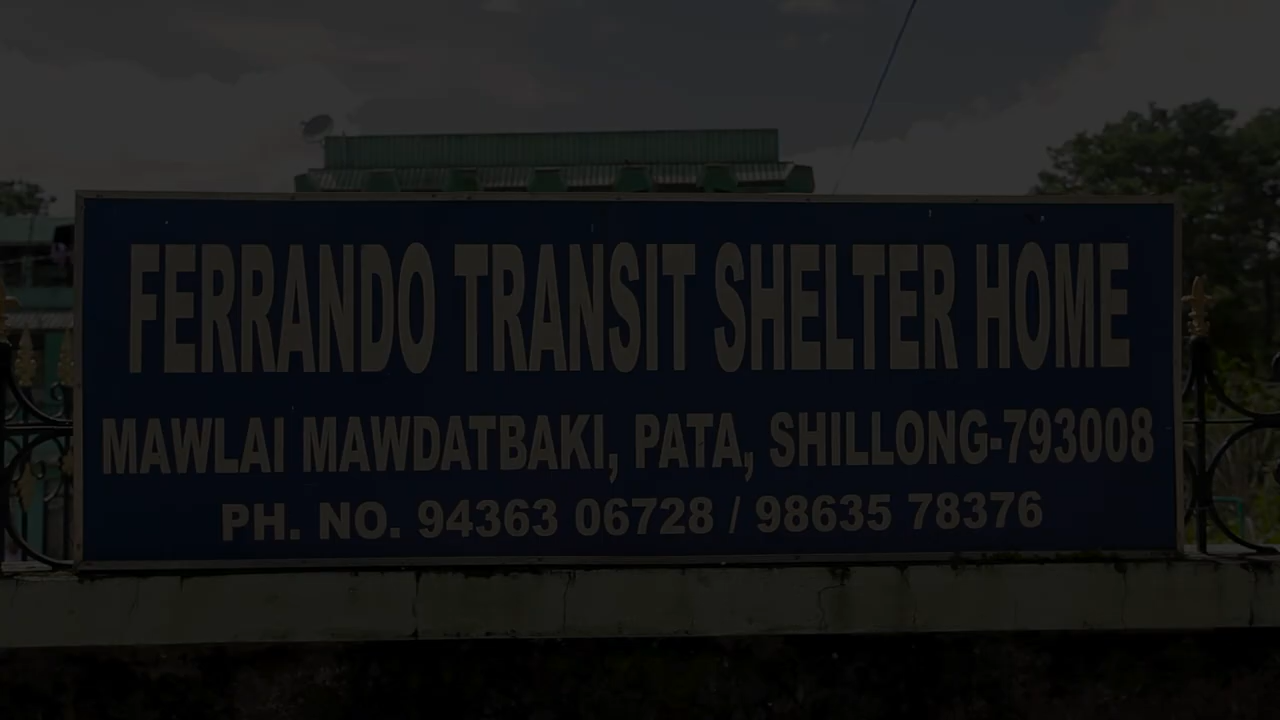 FERRANDO TRANSIT SHELTER HOME
MAWLAI MAWDATBAKI, PATA, SHILLONG-793008
PH. NO. 94363 06728 / 98635 78376